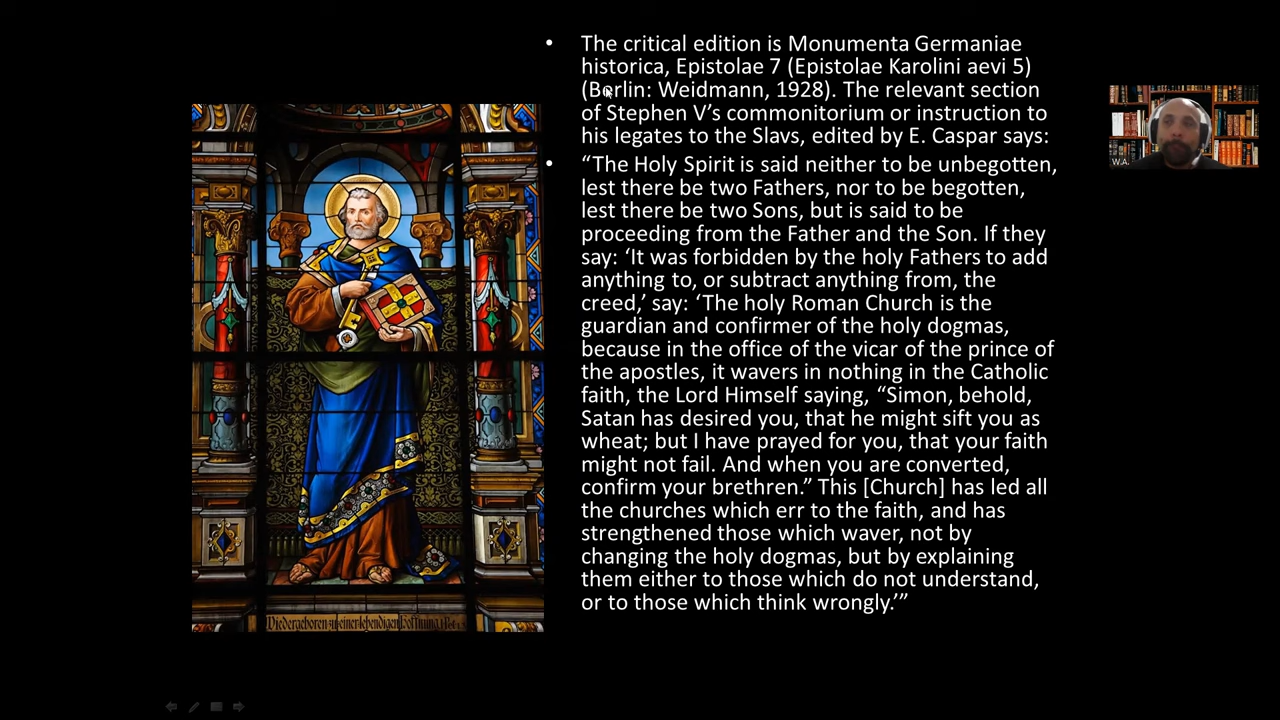 • The critical edition is Monumenta Germaniae
historica, Epistolae 7 (Epistolae Karolini aevi 5)
(Berlin: Weidmann, 1928). The relevant section
of Stephen V’s commonitorium or instruction to
his legates to the Slavs, edited by E. Caspar says:
• “The Holy Spirit is said neither to be unbegotten,
lest there be two Fathers, nor to be begotten,
lest there be two Sons, but is said to be
proceeding from the Father and the Son. If they
say: ‘It was forbidden by the holy Fathers to add
anything to, or subtract anything from, the
creed,’ say: ‘The holy Roman Church is the
guardian and confirmer of the holy dogmas,
because in the office of the vicar of the prince of
the apostles, it wavers in nothing in the Catholic
faith, the Lord Himself saying, “Simon, behold,
Satan has desired you, that he might sift you as
wheat; but I have prayed for you, that your faith
might not fail. And when you are converted,
confirm your brethren.” This [Church] has led all
the churches which err to the faith, and has
strengthened those which waver, not by
changing the holy dogmas, but by explaining
them either to those which do not understand,
or to those which think wrongly.’”
W.A.
Wiedergeboren zu einer lebendigen Hoffnung